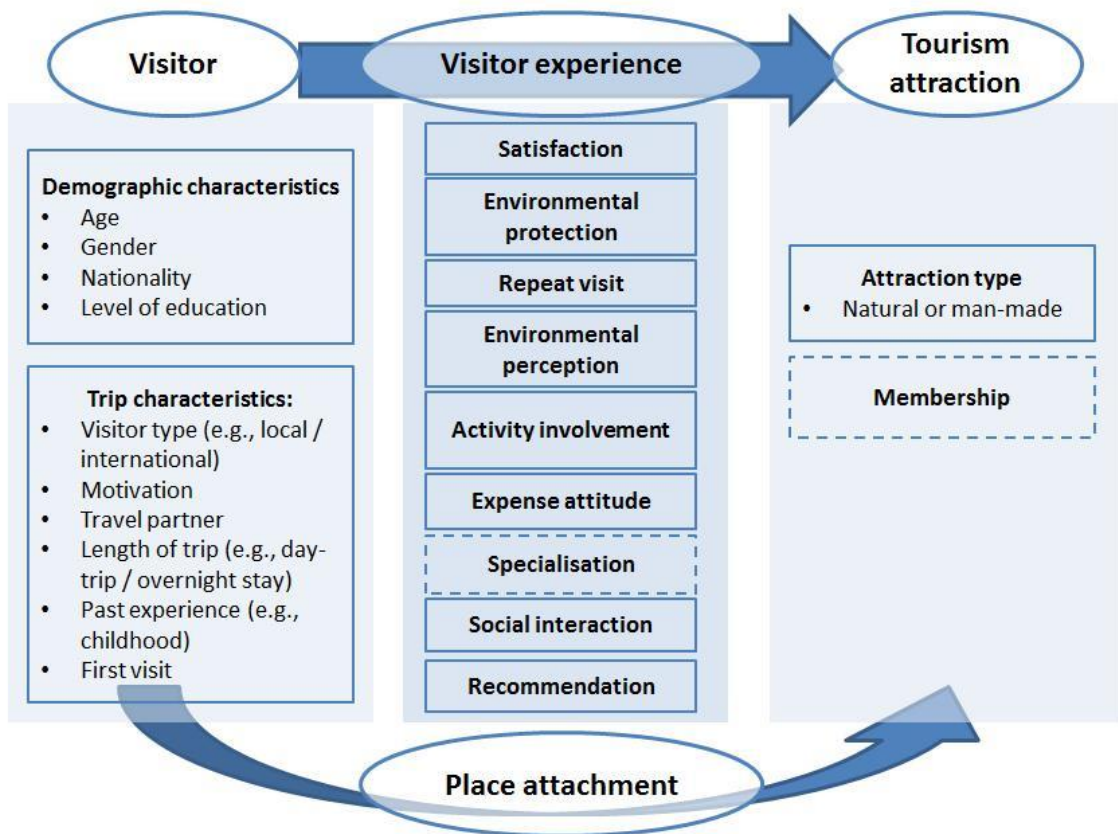 Visitor
Visitor experience
Tourism
attraction
Demographic characteristics
• Age
• Gender
• Nationality
• Level of education
Trip characteristics:
• Visitor type (e.g., local /
international)
• Motivation
• Travel partner
• Length of trip (e.g., day-
trip / overnight stay)
• Past experience (e.g.,
childhood)
• First visit
Satisfaction
Environmental
protection
Repeat visit
Environmental
perception
Activity involvement
Expense attitude
Specialisation
Social interaction
Recommendation
Attraction type
• Natural or man-made
Membership
Place attachment